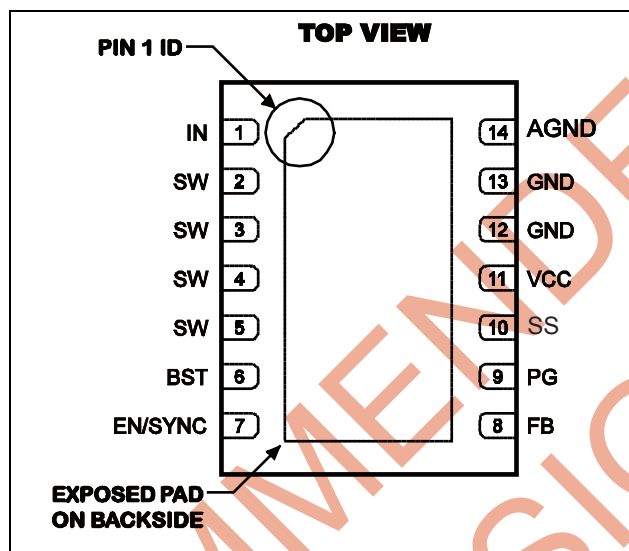 TOP VIEW
PIN 1 ID
IN 1
SW 2
SW 3
SW 4
SW 5
BST 6
EN/SYNC 7
14 AGND
13 GND
12 GND
11 VCC
10 SS
9 PG
8 FB
EXPOSED PAD
ON BACKSIDE